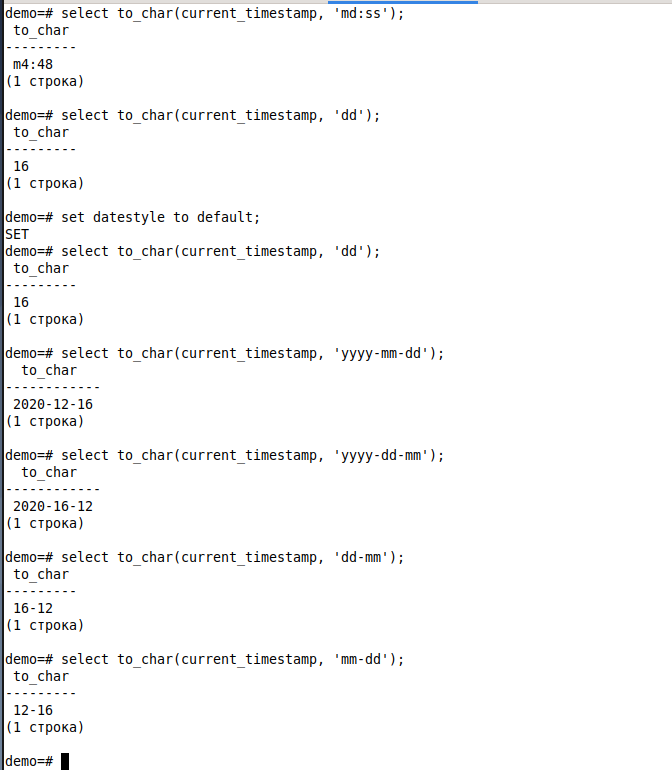 demo=# select to_char(current_timestamp, 'md:ss');
 to_char
---------
 m4:48
(1 строка)

demo=# select to_char(current_timestamp, 'dd');
 to_char
---------
 16
(1 строка)

demo=# set datestyle to default;
SET
demo=# select to_char(current_timestamp, 'dd');
 to_char
---------
 16
(1 строка)

demo=# select to_char(current_timestamp, 'yyyy-mm-dd');
  to_char
------------
 2020-12-16
(1 строка)

demo=# select to_char(current_timestamp, 'yyyy-dd-mm');
  to_char
------------
 2020-16-12
(1 строка)

demo=# select to_char(current_timestamp, 'dd-mm');
 to_char
---------
 16-12
(1 строка)

demo=# select to_char(current_timestamp, 'mm-dd');
 to_char
---------
 12-16
(1 строка)

demo=#